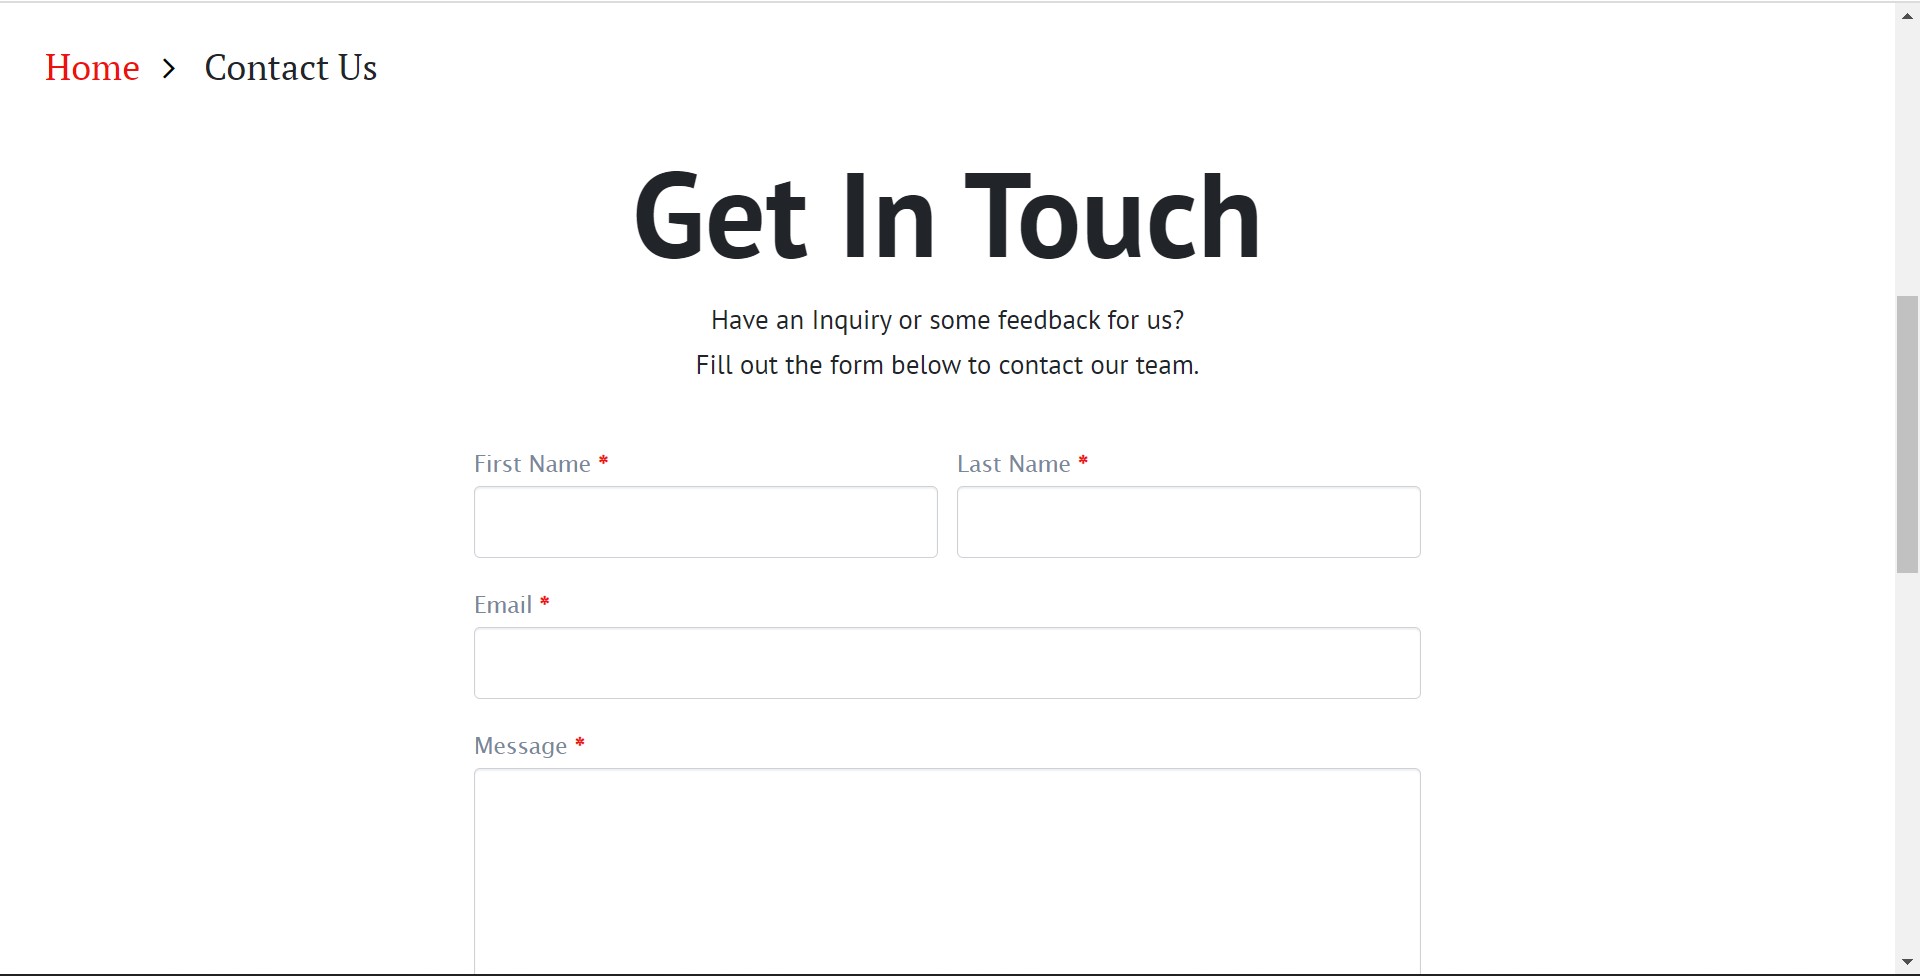 Home > Contact Us
Get In Touch
Have an Inquiry or some feedback for us?
Fill out the form below to contact our team.
First Name * Last Name *
Email *
Message *